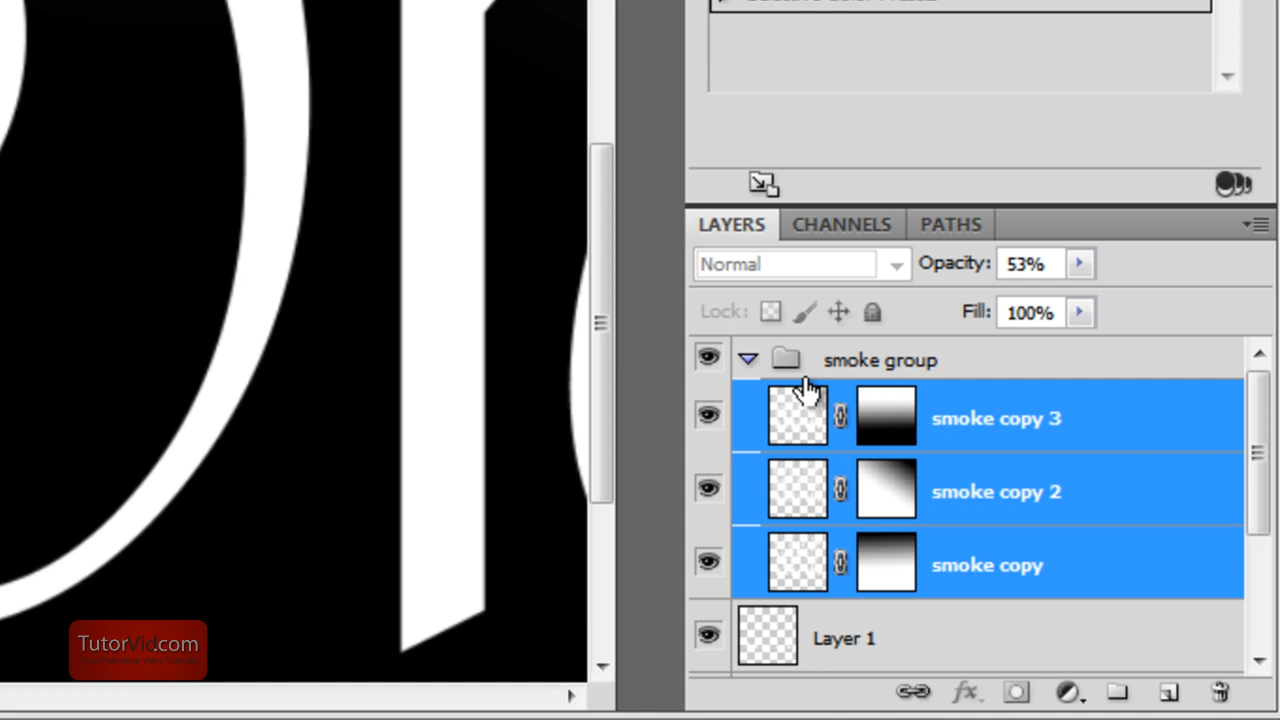 LAYERS CHANNELS PATHS
Normal Opacity: 53%
Lock: Fill: 100%
smoke group
smoke copy 3
smoke copy 2
smoke copy
Layer 1
fx
TutorVid.com